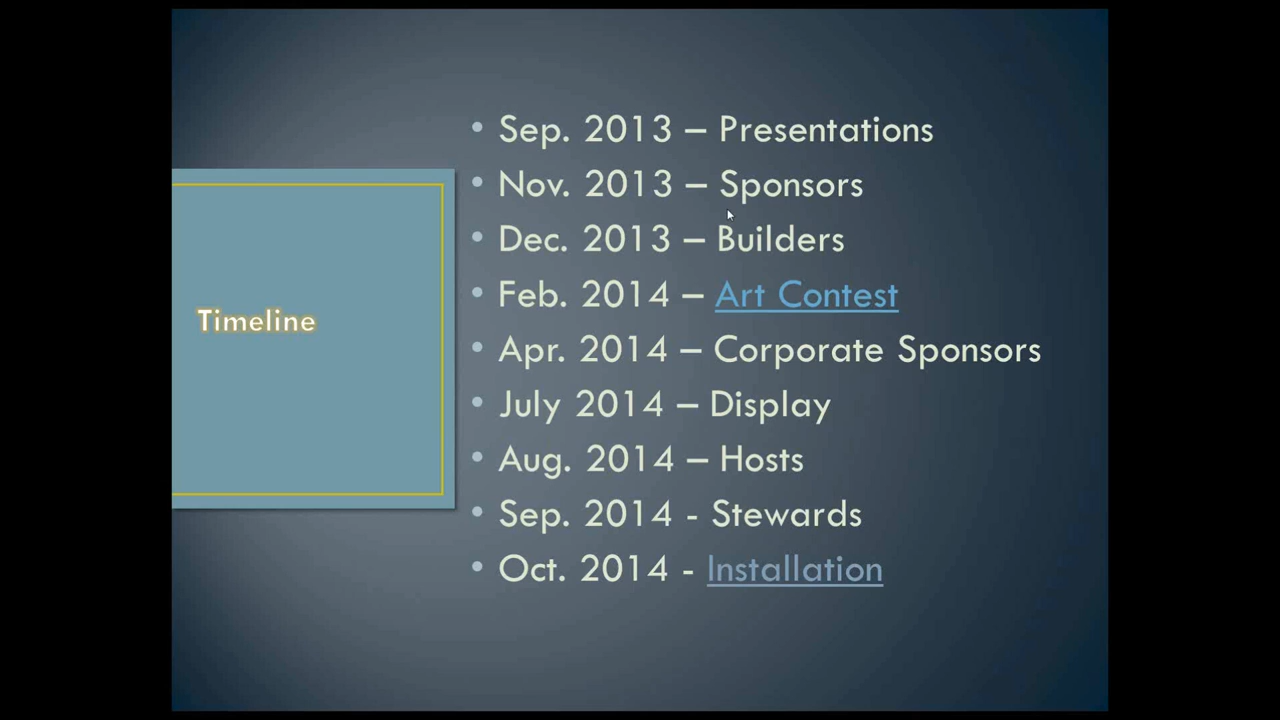 Timeline
• Sep. 2013 – Presentations
• Nov. 2013 – Sponsors
• Dec. 2013 – Builders
• Feb. 2014 – Art Contest
• Apr. 2014 – Corporate Sponsors
• July 2014 – Display
• Aug. 2014 – Hosts
• Sep. 2014 - Stewards
• Oct. 2014 - Installation